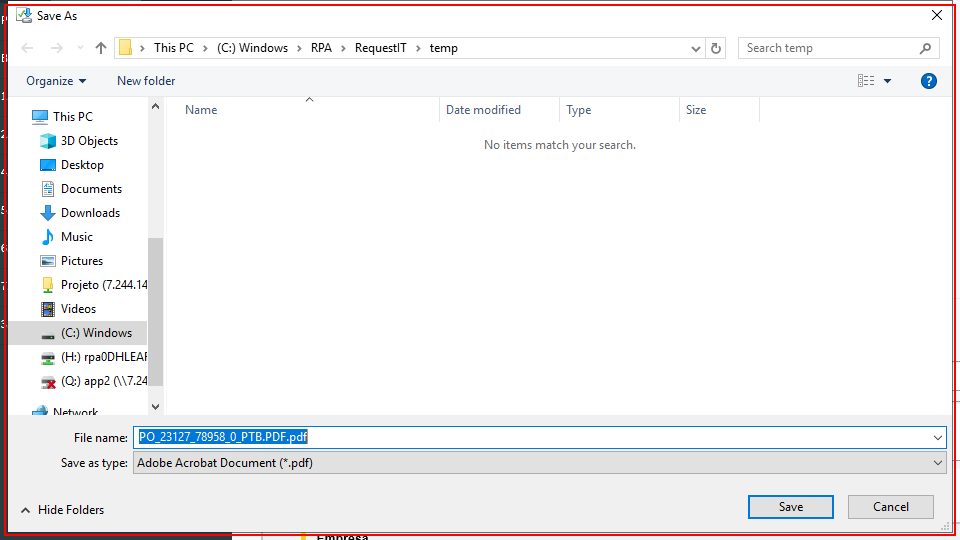 Save As
This PC > (C:) Windows > RPA > RequestIT > temp
Search temp
Organize
New folder
Name
Date modified
Type
Size
No items match your search.
This PC
3D Objects
Desktop
Documents
Downloads
Music
Pictures
Projeto (7.244.14
Videos
(C:) Windows
(H:) rpa0DHLEAF
(Q:) app2 (\\7.24
Network
File name: PO_23127_78958_0_PTB.PDF.pdf
Save as type: Adobe Acrobat Document (*.pdf)
Hide Folders
Save
Cancel
Empresa